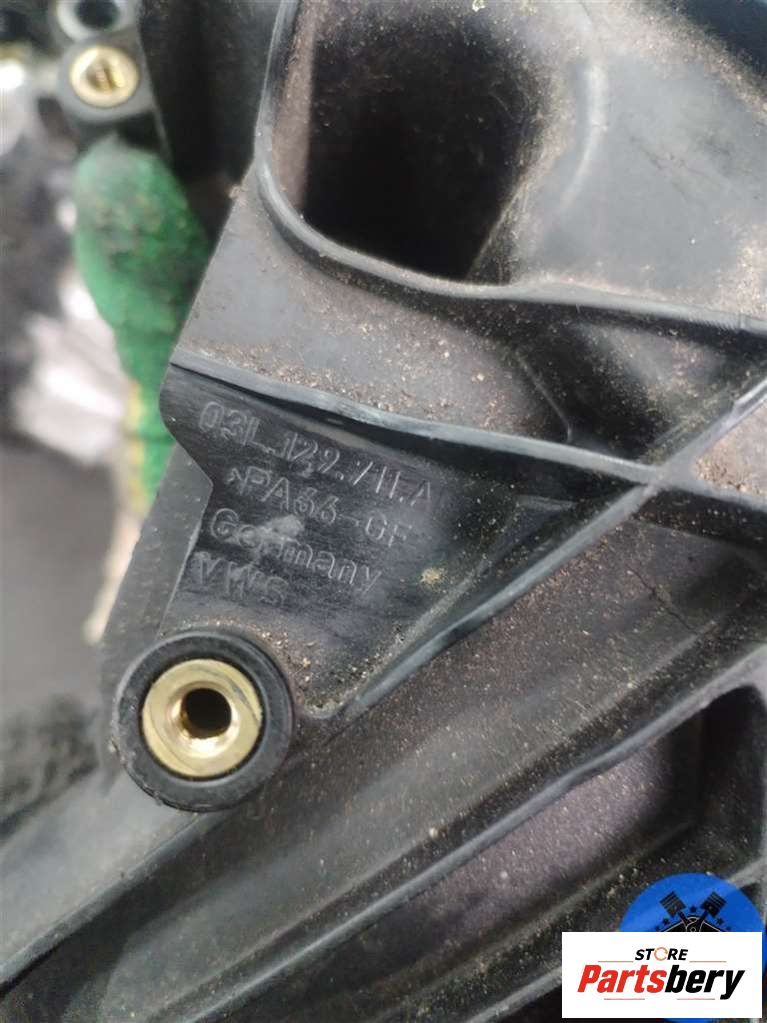 03L.129.711.A
>PA66-GF
Germany
VWS
STORE
Partsbery